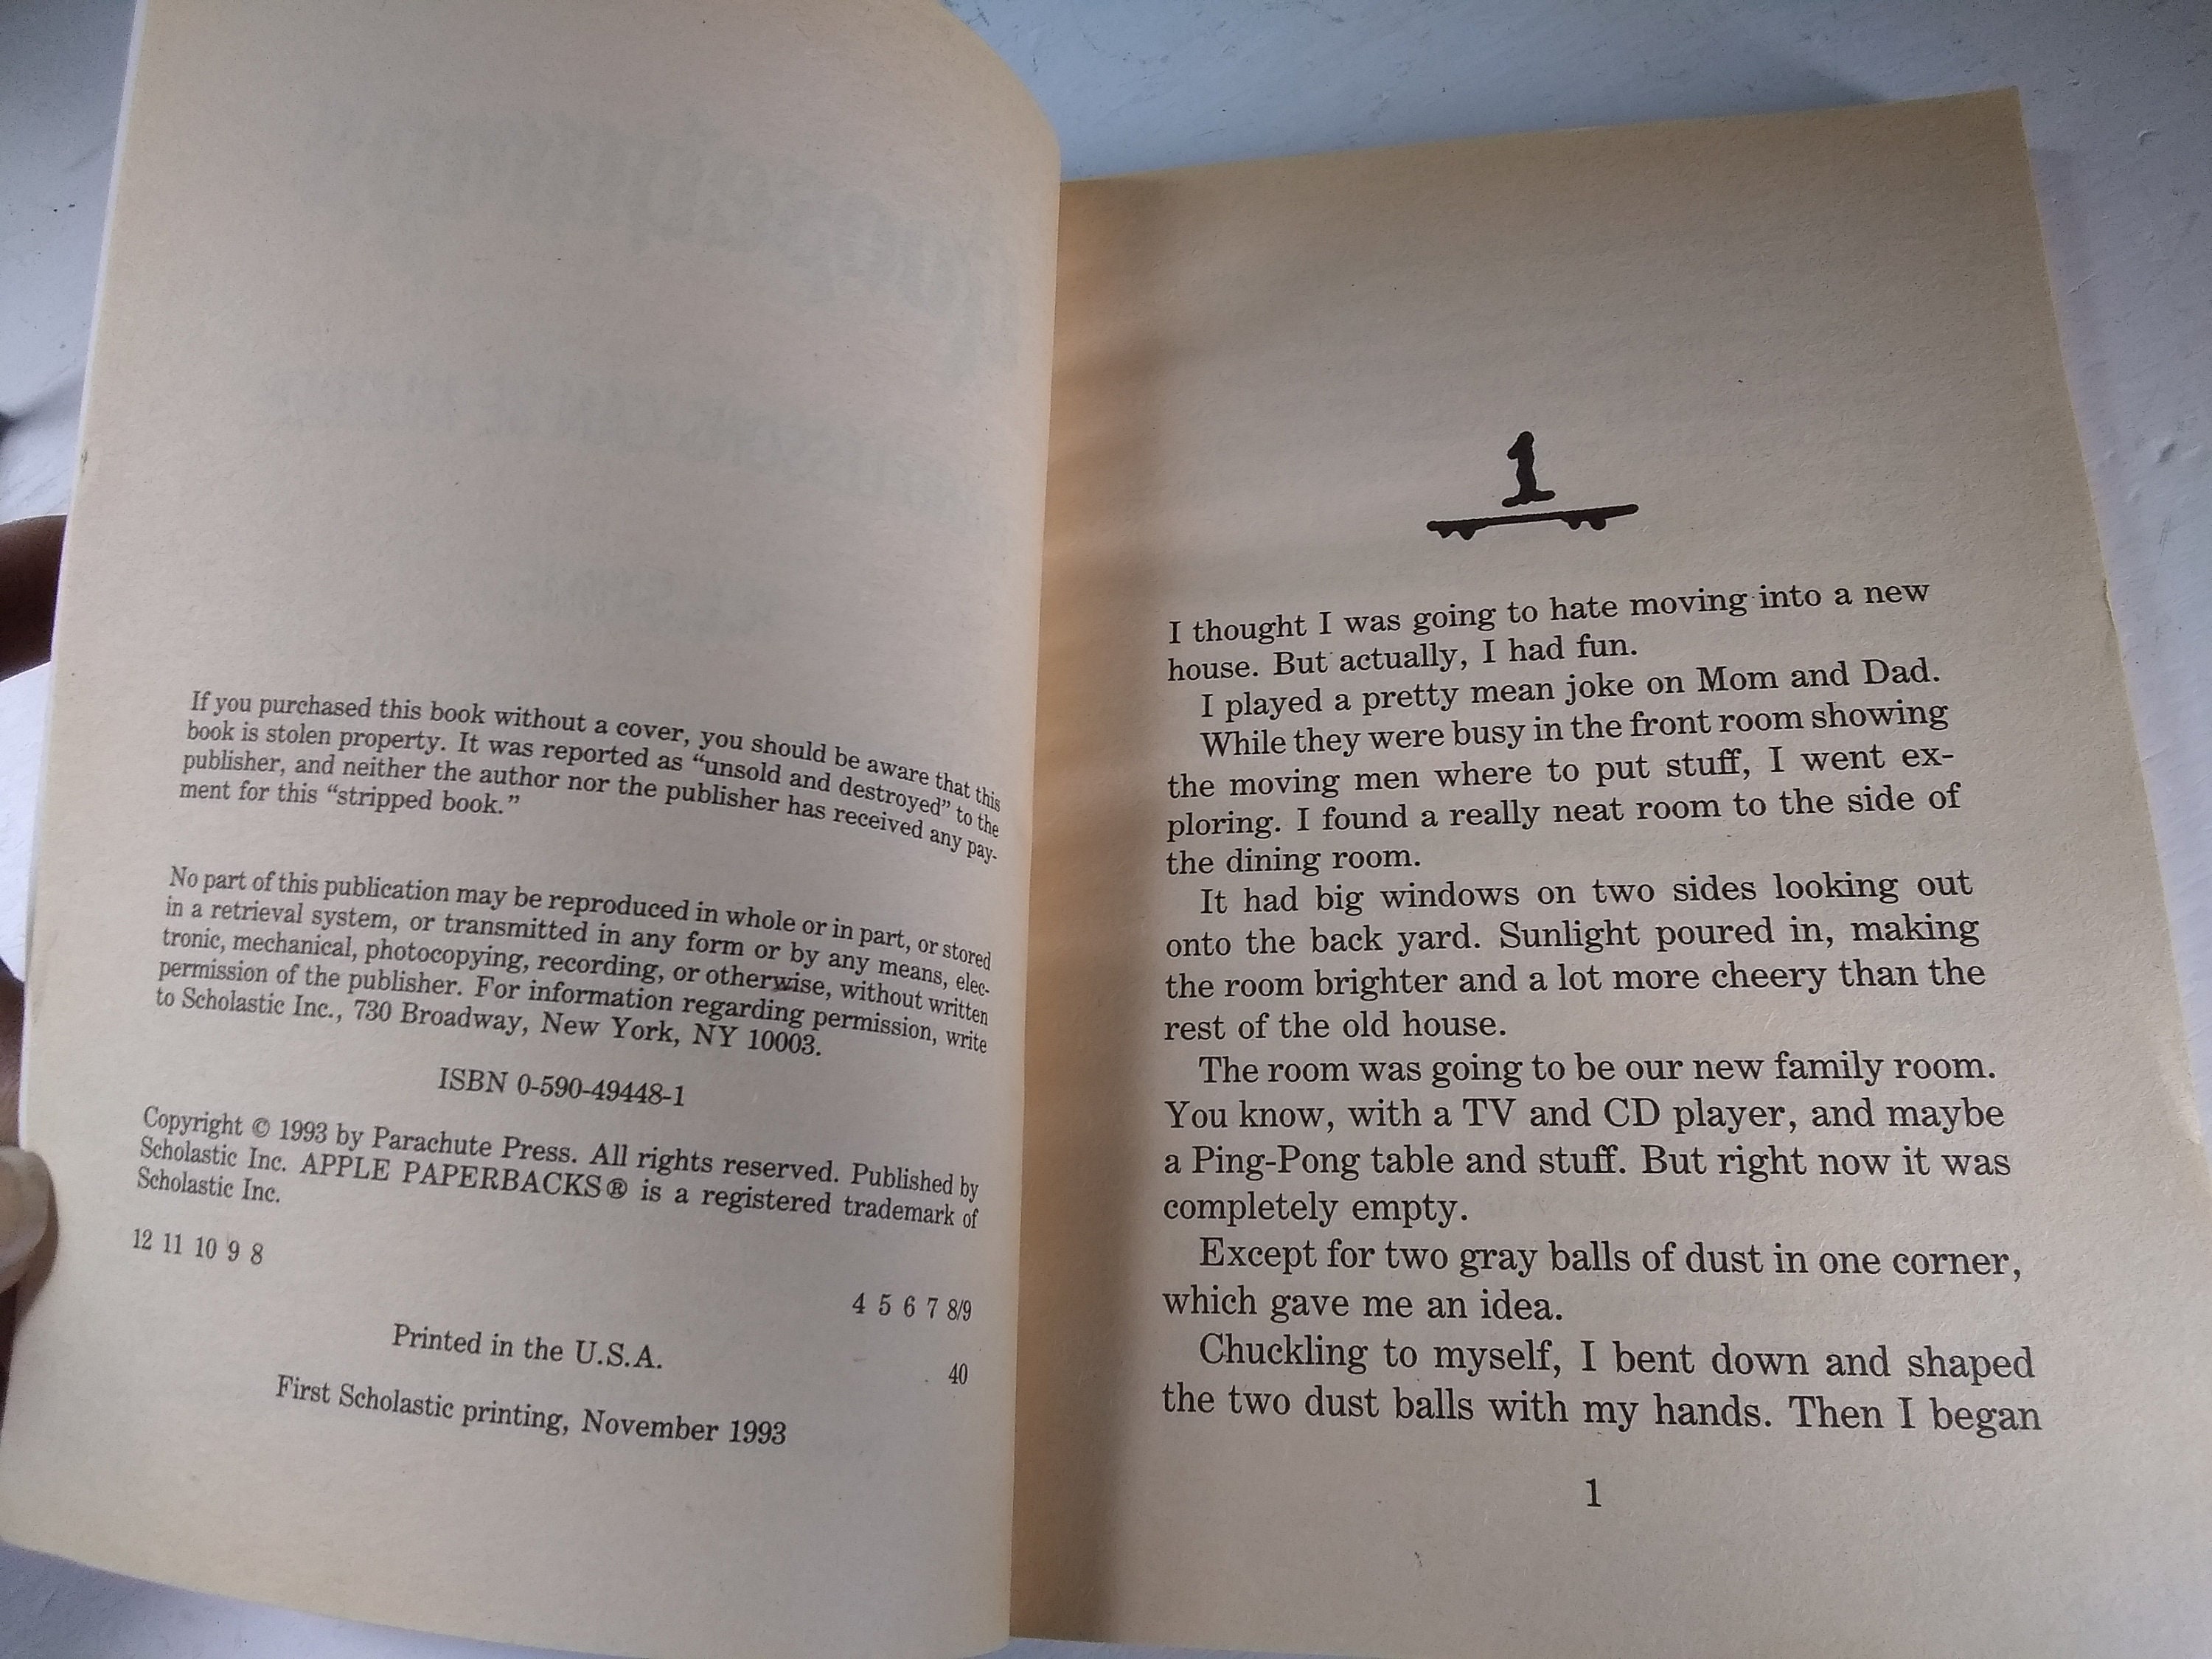 If you purchased this book without a cover, you should be aware that this
book is stolen property. It was reported as “unsold and destroyed” to the
publisher, and neither the author nor the publisher has received any pay-
ment for this “stripped book.”
No part of this publication may be reproduced in whole or in part, or stored
in a retrieval system, or transmitted in any form or by any means, elec-
tronic, mechanical, photocopying, recording, or otherwise, without written
permission of the publisher. For information regarding permission, write
to Scholastic Inc., 730 Broadway, New York, NY 10003.
ISBN 0-590-49448-1
Copyright © 1993 by Parachute Press. All rights reserved. Published by
Scholastic Inc. APPLE PAPERBACKS® is a registered trademark of
Scholastic Inc.
12 11 10 9 8
4 5 6 7 8/9
Printed in the U.S.A.
40
First Scholastic printing, November 1993
1
I thought I was going to hate moving into a new
house. But actually, I had fun.
I played a pretty mean joke on Mom and Dad.
While they were busy in the front room showing
the moving men where to put stuff, I went ex-
ploring. I found a really neat room to the side of
the dining room.
It had big windows on two sides looking out
onto the back yard. Sunlight poured in, making
the room brighter and a lot more cheery than the
rest of the old house.
The room was going to be our new family room.
You know, with a TV and CD player, and maybe
a Ping-Pong table and stuff. But right now it was
completely empty.
Except for two gray balls of dust in one corner,
which gave me an idea.
Chuckling to myself, I bent down and shaped
the two dust balls with my hands. Then I began
1